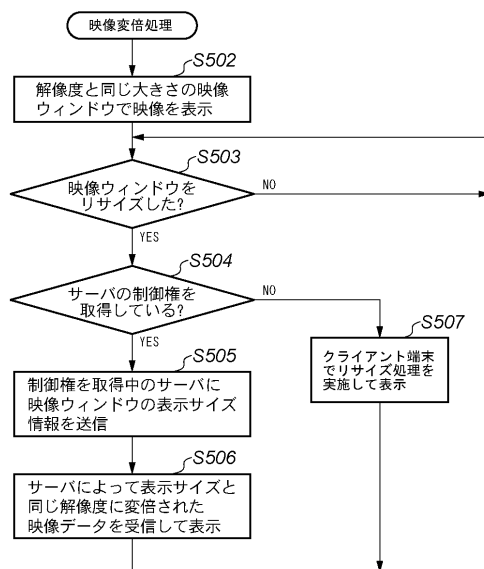 映像変倍処理
S502
解像度と同じ大きさの映像
ウィンドウで映像を表示
S503
映像ウィンドウを
リサイズした?
NO
YES
S504
サーバの制御権を
取得している?
NO
YES
S507
クライアント端末
でリサイズ処理を
実施して表示
S505
制御権を取得中のサーバに
映像ウィンドウの表示サイズ
情報を送信
S506
サーバによって表示サイズと
同じ解像度に変倍された
映像データを受信して表示